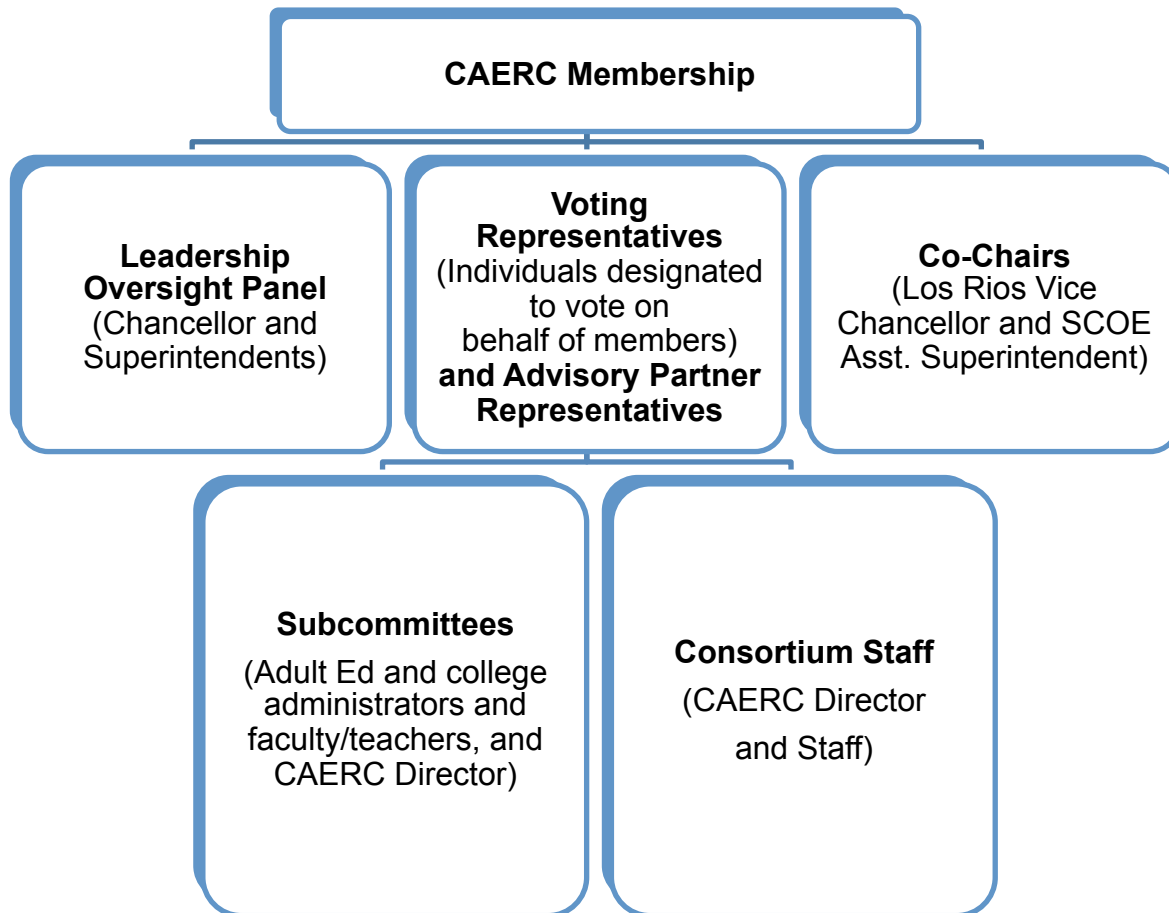 CAERC Membership
Leadership
Oversight Panel
(Chancellor and
Superintendents)
Voting
Representatives
(Individuals designated
to vote on
behalf of members)
and Advisory Partner
Representatives
Co-Chairs
(Los Rios Vice
Chancellor and SCOE
Asst. Superintendent)
Subcommittees
(Adult Ed and college
administrators and
faculty/teachers, and
CAERC Director)
Consortium Staff
(CAERC Director
and Staff)